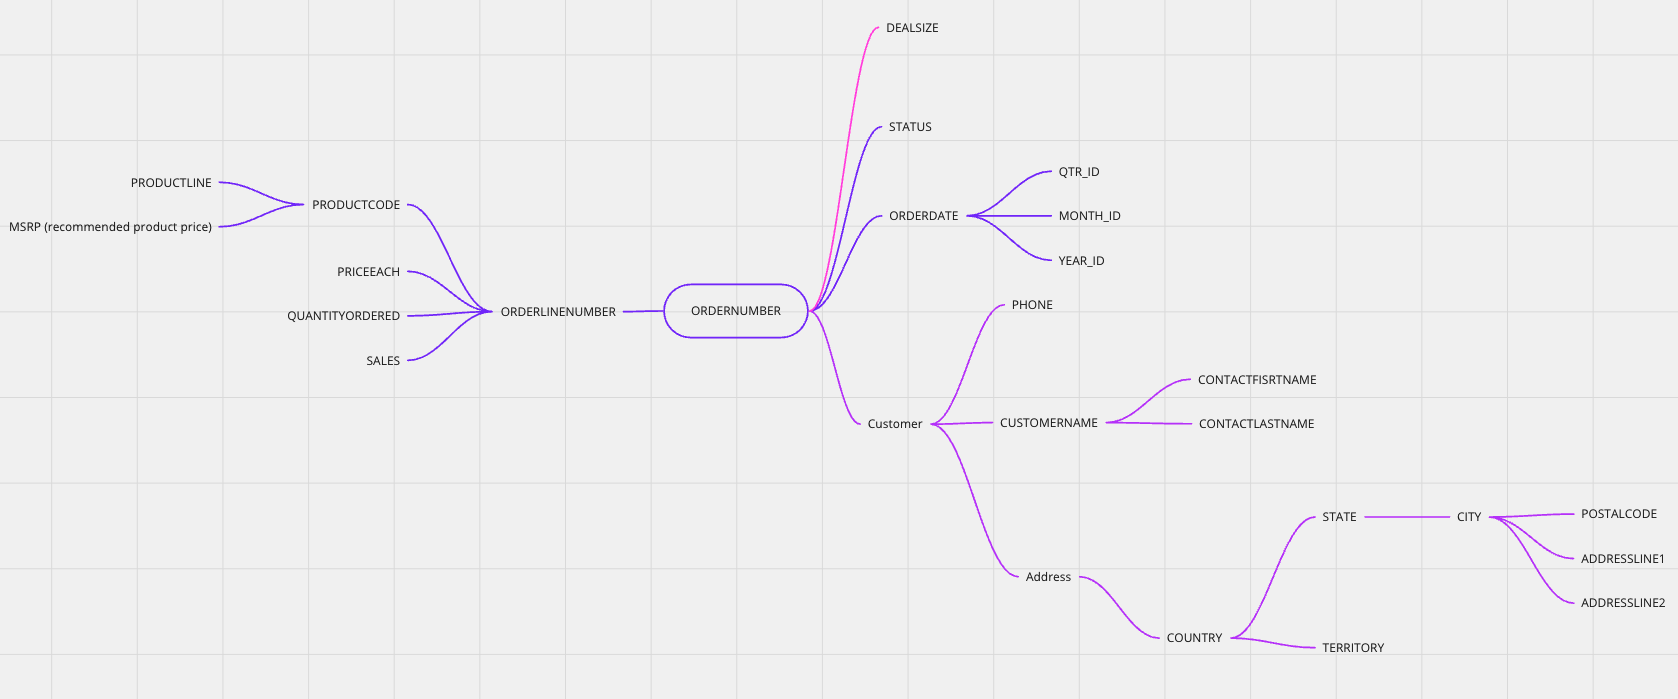 DEALSIZE
STATUS
QTR_ID
PRODUCTLINE
PRODUCTCODE
ORDERDATE
MONTH_ID
MSRP (recommended product price)
YEAR_ID
PRICEEACH
PHONE
QUANTITYORDERED
ORDERLINENUMBER
ORDERNUMBER
SALES
CONTACTFISRTNAME
Customer
CUSTOMERNAME
CONTACTLASTNAME
STATE
CITY
POSTALCODE
ADDRESSLINE1
Address
ADDRESSLINE2
COUNTRY
TERRITORY